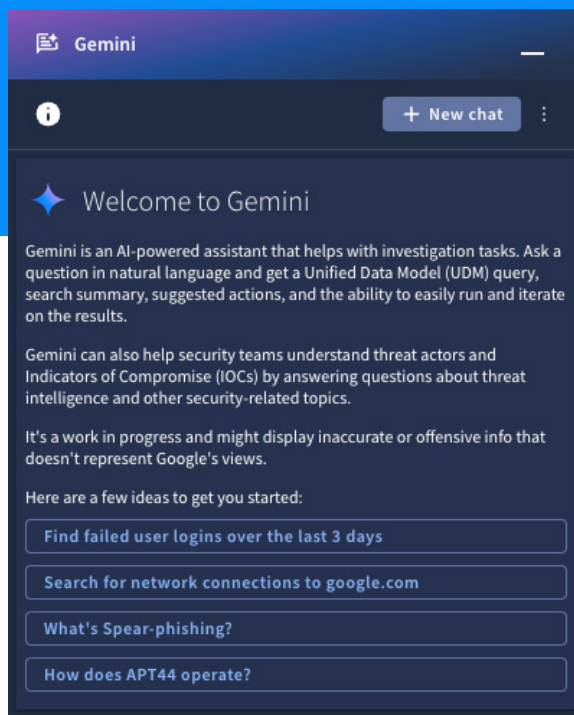 Gemini
+ New chat
Welcome to Gemini
Gemini is an AI-powered assistant that helps with investigation tasks. Ask a
question in natural language and get a Unified Data Model (UDM) query,
search summary, suggested actions, and the ability to easily run and iterate
on the results.
Gemini can also help security teams understand threat actors and
Indicators of Compromise (IOCs) by answering questions about threat
intelligence and other security-related topics.
It's a work in progress and might display inaccurate or offensive info that
doesn't represent Google's views.
Here are a few ideas to get you started:
Find failed user logins over the last 3 days
Search for network connections to google.com
What's Spear-phishing?
How does APT44 operate?